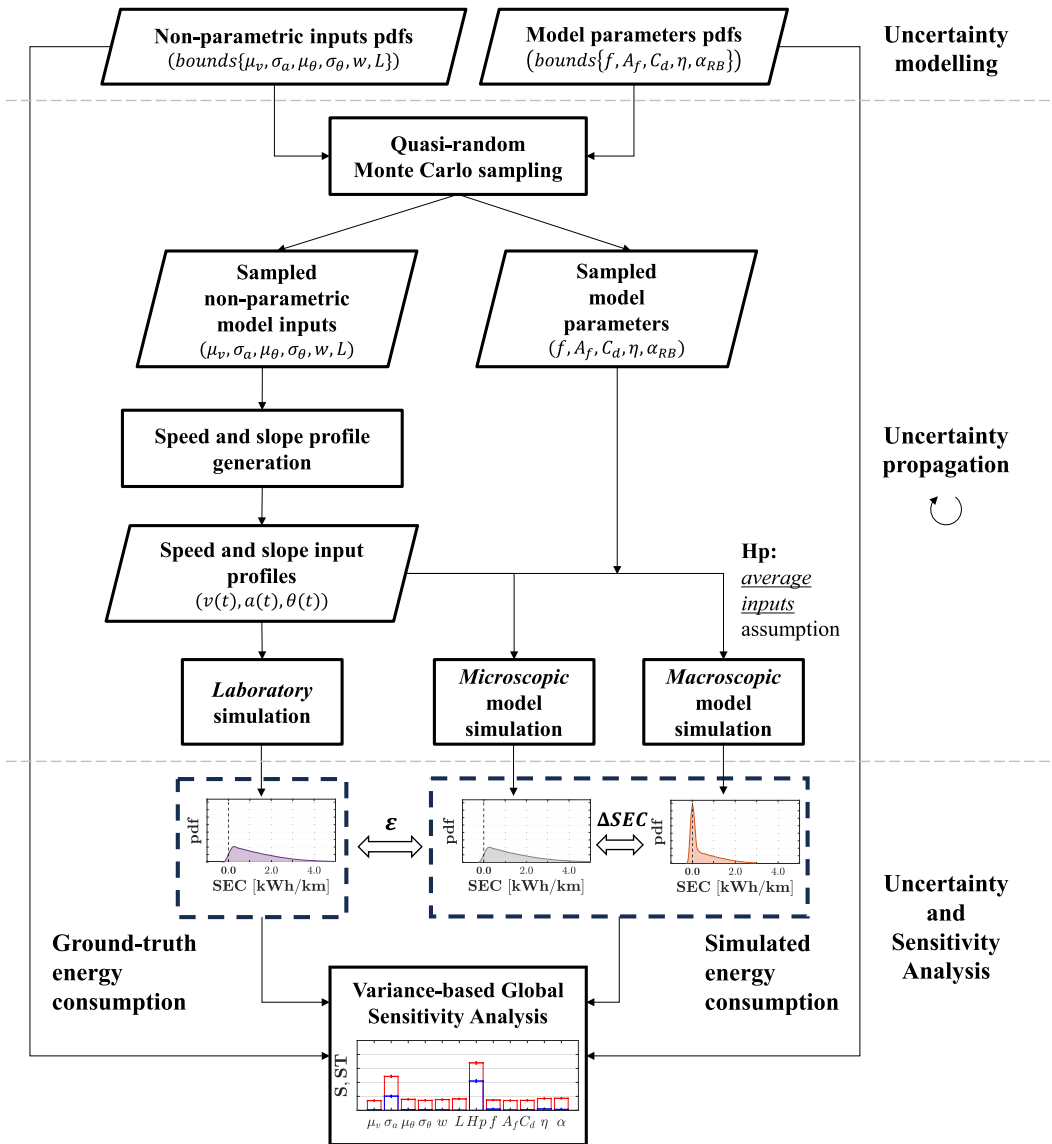 Non-parametric inputs pdfs
(bounds{μ_v, σ_a, μ_θ, σ_θ, w, L})
Model parameters pdfs
(bounds{f, A_f, C_d, η, α_RB})
Uncertainty
modelling
Quasi-random
Monte Carlo sampling
Sampled
non-parametric
model inputs
(μ_v, σ_a, μ_θ, σ_θ, w, L)
Sampled
model
parameters
(f, A_f, C_d, η, α_RB)
Speed and slope profile
generation
Uncertainty
propagation
Speed and slope input
profiles
(v(t), a(t), θ(t))
Hp:
average
inputs
assumption
Laboratory
simulation
Microscopic
model
simulation
Macroscopic
model
simulation
pdf
0.0 2.0 4.0
SEC [kWh/km]
ε
pdf
0.0 2.0 4.0
SEC [kWh/km]
ΔSEC
pdf
0.0 2.0 4.0
SEC [kWh/km]
Ground-truth
energy
consumption
Simulated
energy
consumption
Uncertainty
and
Sensitivity
Analysis
Variance-based Global
Sensitivity Analysis
S, ST
μ_v σ_a μ_θ σ_θ w L Hp f A_f C_d η α